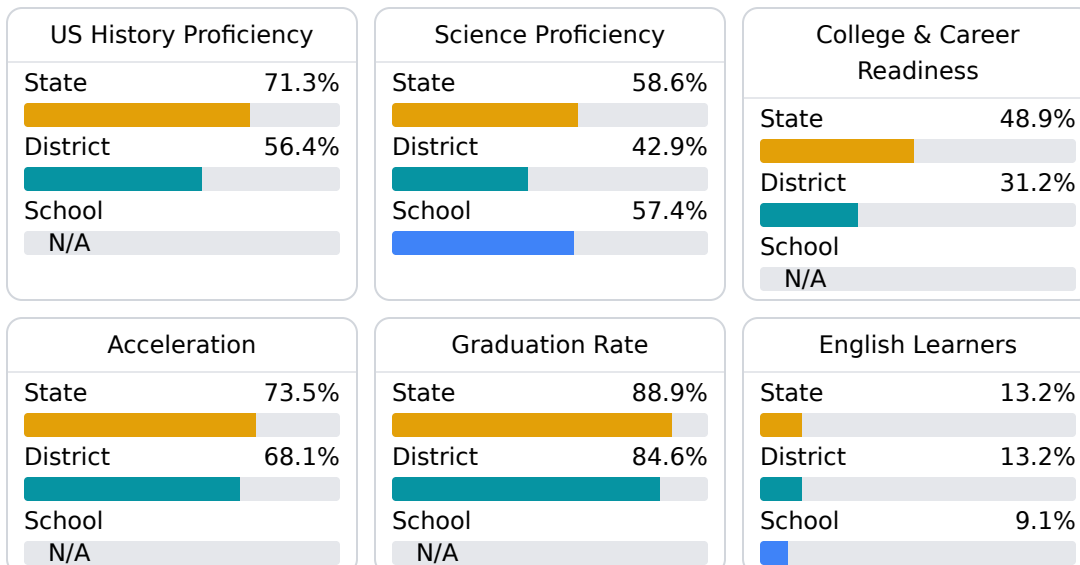 US History Proficiency
State 71.3%
District 56.4%
School
N/A
Science Proficiency
State 58.6%
District 42.9%
School 57.4%
College & Career
Readiness
State 48.9%
District 31.2%
School
N/A
Acceleration
State 73.5%
District 68.1%
School
N/A
Graduation Rate
State 88.9%
District 84.6%
School
N/A
English Learners
State 13.2%
District 13.2%
School 9.1%